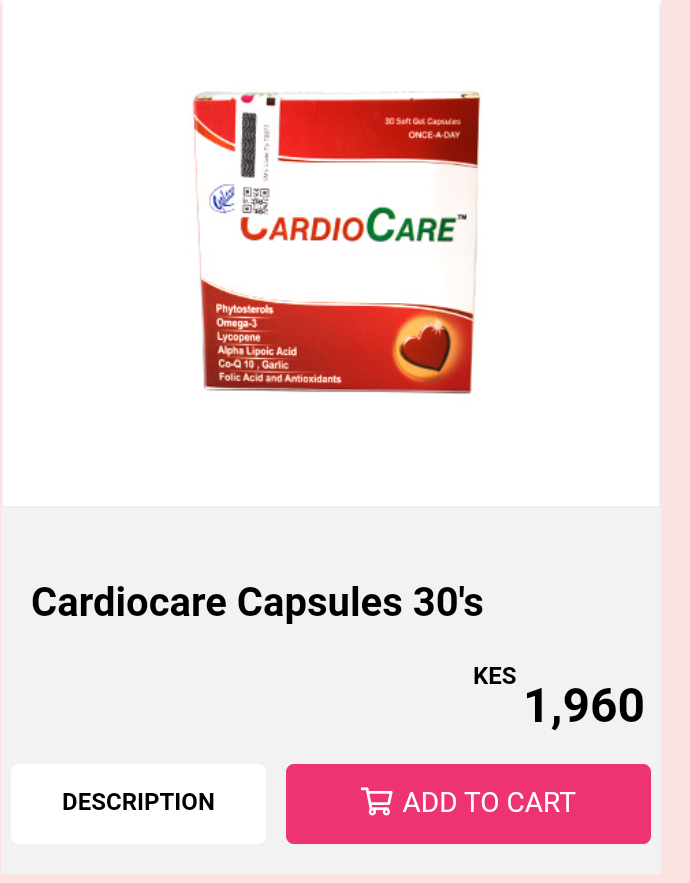 30 Soft Gel Capsules
ONCE-A-DAY
CARDIOCARE™
Phytosterols
Omega-3
Lycopene
Alpha Lipoic Acid
Co-Q 10 , Garlic
Folic Acid and Antioxidants
Cardiocare Capsules 30's
KES 1,960
DESCRIPTION
ADD TO CART